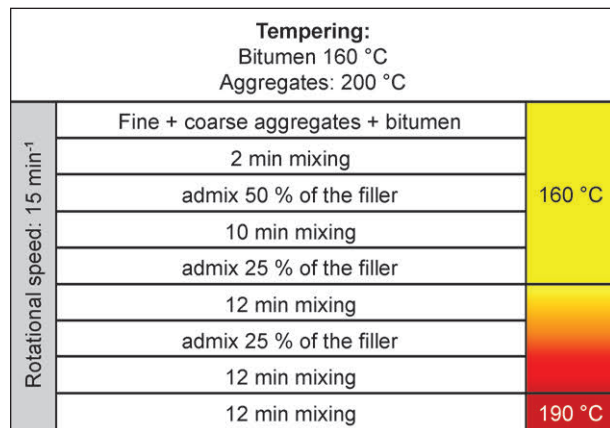 Tempering:
Bitumen 160 °C
Aggregates: 200 °C
Rotational speed: 15 min⁻¹
Fine + coarse aggregates + bitumen
2 min mixing
admix 50 % of the filler
160 °C
10 min mixing
admix 25 % of the filler
12 min mixing
admix 25 % of the filler
12 min mixing
12 min mixing
190 °C